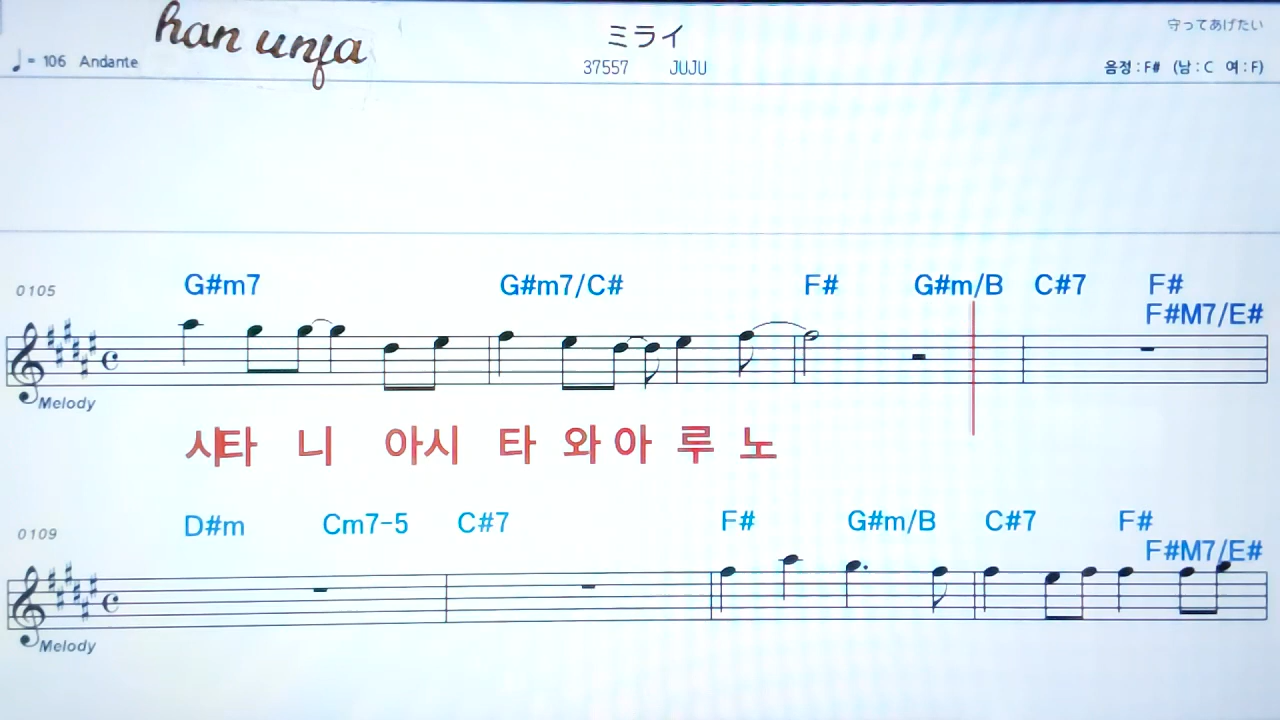 han unja
ミライ
守ってあげたい
♩= 106 Andante
37557 JUJU
음정 : F# (남 : C 여 : F)
G#m7 G#m7/C# F# G#m/B C#7 F#
F#M7/E#
0105
Melody
시타 니 아시 타 와 아 루 노
D#m Cm7-5 C#7 F# G#m/B C#7 F#
0109
F#M7/E#
Melody